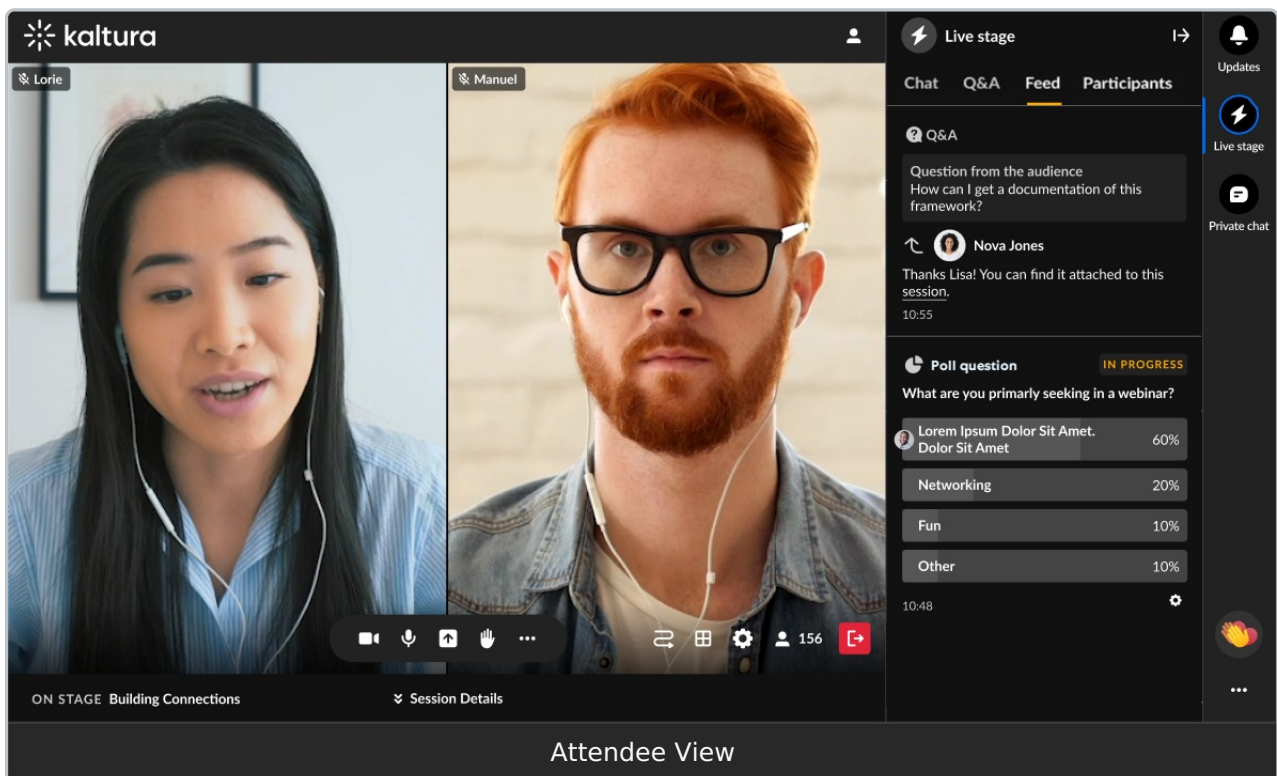 kaltura
Lorie
Manuel
Live stage
Chat Q&A Feed Participants
Q&A
Question from the audience
How can I get a documentation of this
framework?
Nova Jones
Thanks Lisa! You can find it attached to this
session.
10:55
Poll question IN PROGRESS
What are you primarly seeking in a webinar?
Lorem Ipsum Dolor Sit Amet.
Dolor Sit Amet 60%
Networking 20%
Fun 10%
Other 10%
10:48
Updates
Live stage
Private chat
156
ON STAGE Building Connections
Session Details
Attendee View